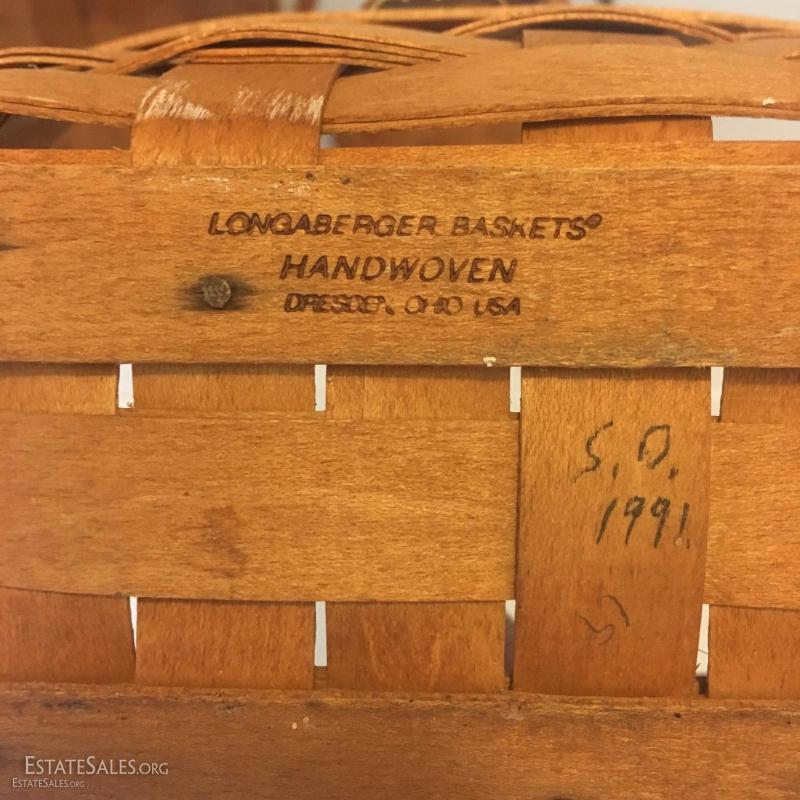 LONGABERGER BASKETS®
HANDWOVEN
DRESDEN, OHIO USA
S.D.
1991
ESTATESALES.ORG
ESTATESALES.ORG